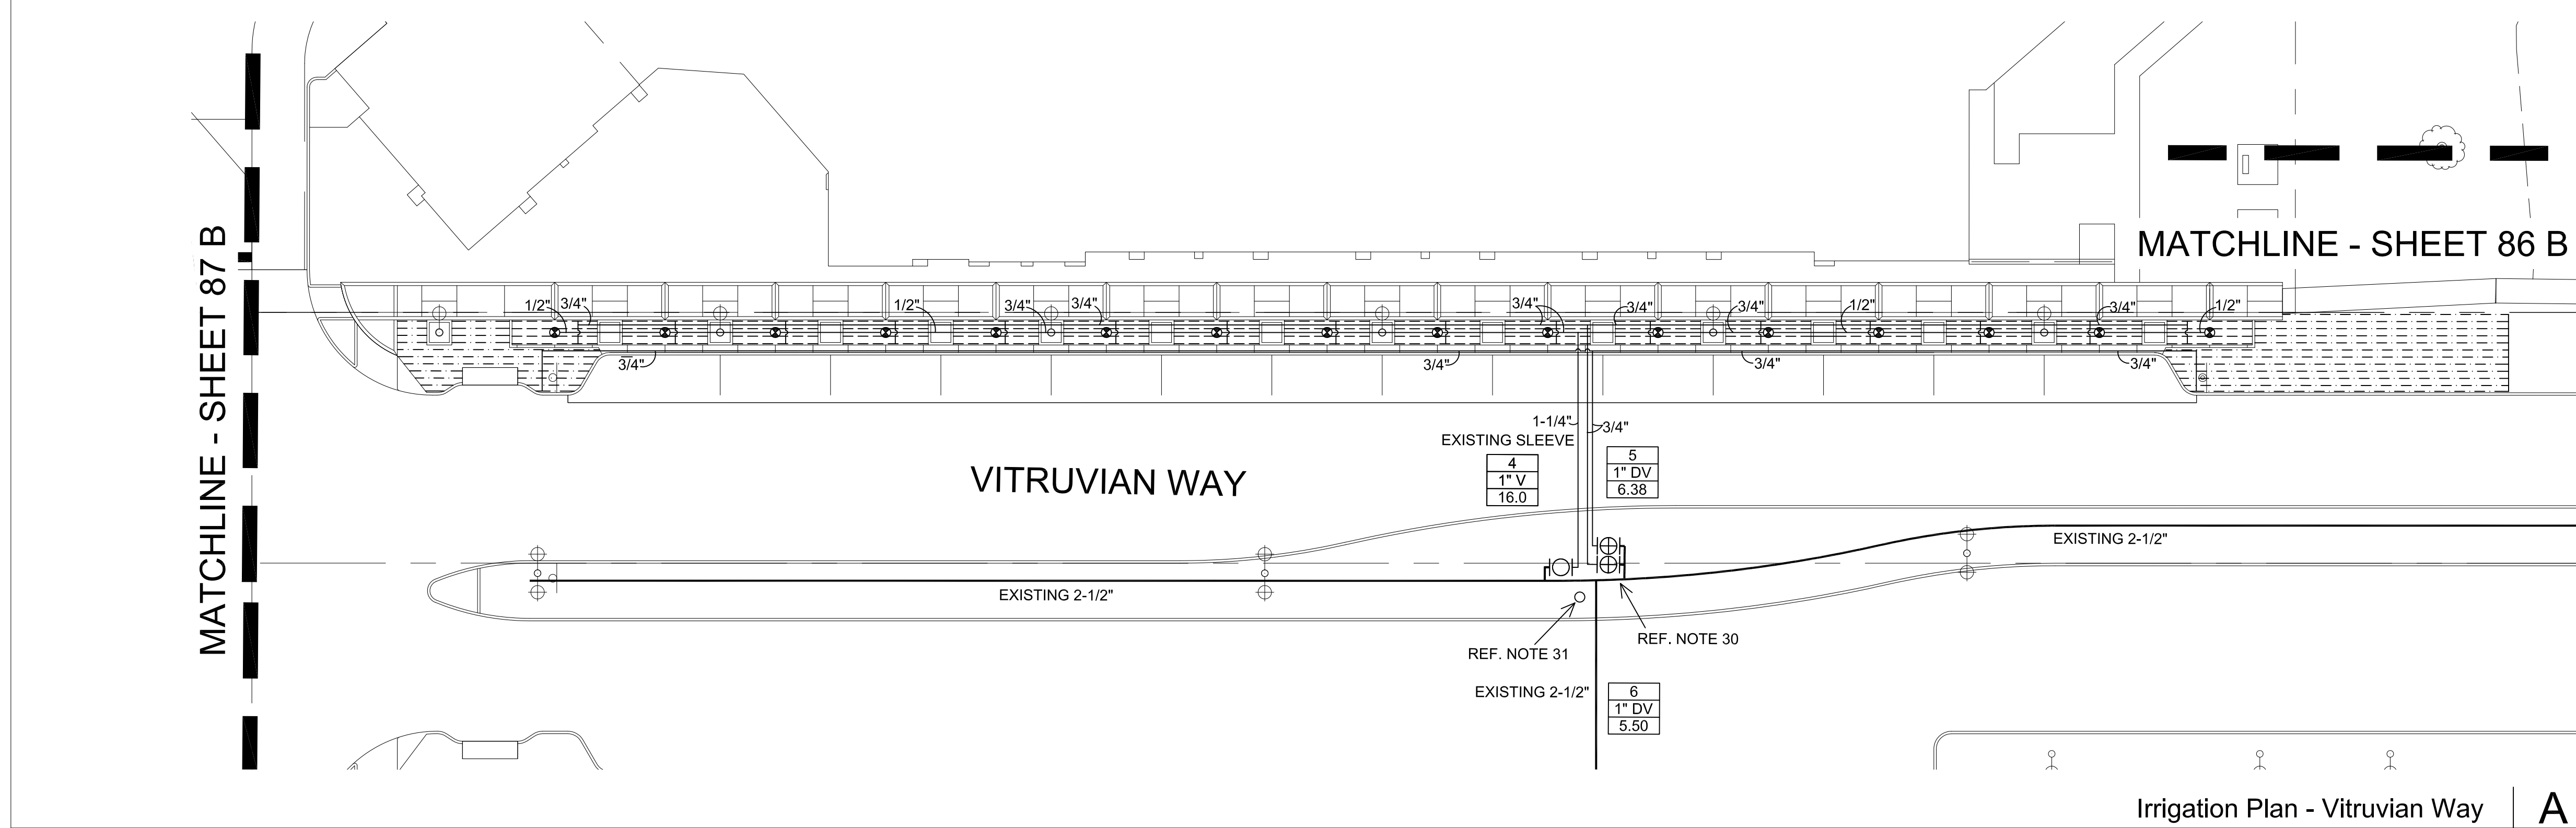 MATCHLINE - SHEET 87 B
MATCHLINE - SHEET 86 B
1/2"
3/4"
1/2"
3/4"
3/4"
3/4"
3/4"
3/4"
1/2"
3/4"
1/2"
3/4"
3/4"
3/4"
3/4"
1-1/4"
3/4"
EXISTING SLEEVE
4
1" V
16.0
5
1" DV
6.38
VITRUVIAN WAY
EXISTING 2-1/2"
EXISTING 2-1/2"
REF. NOTE 30
REF. NOTE 31
EXISTING 2-1/2"
6
1" DV
5.50
Irrigation Plan - Vitruvian Way
A